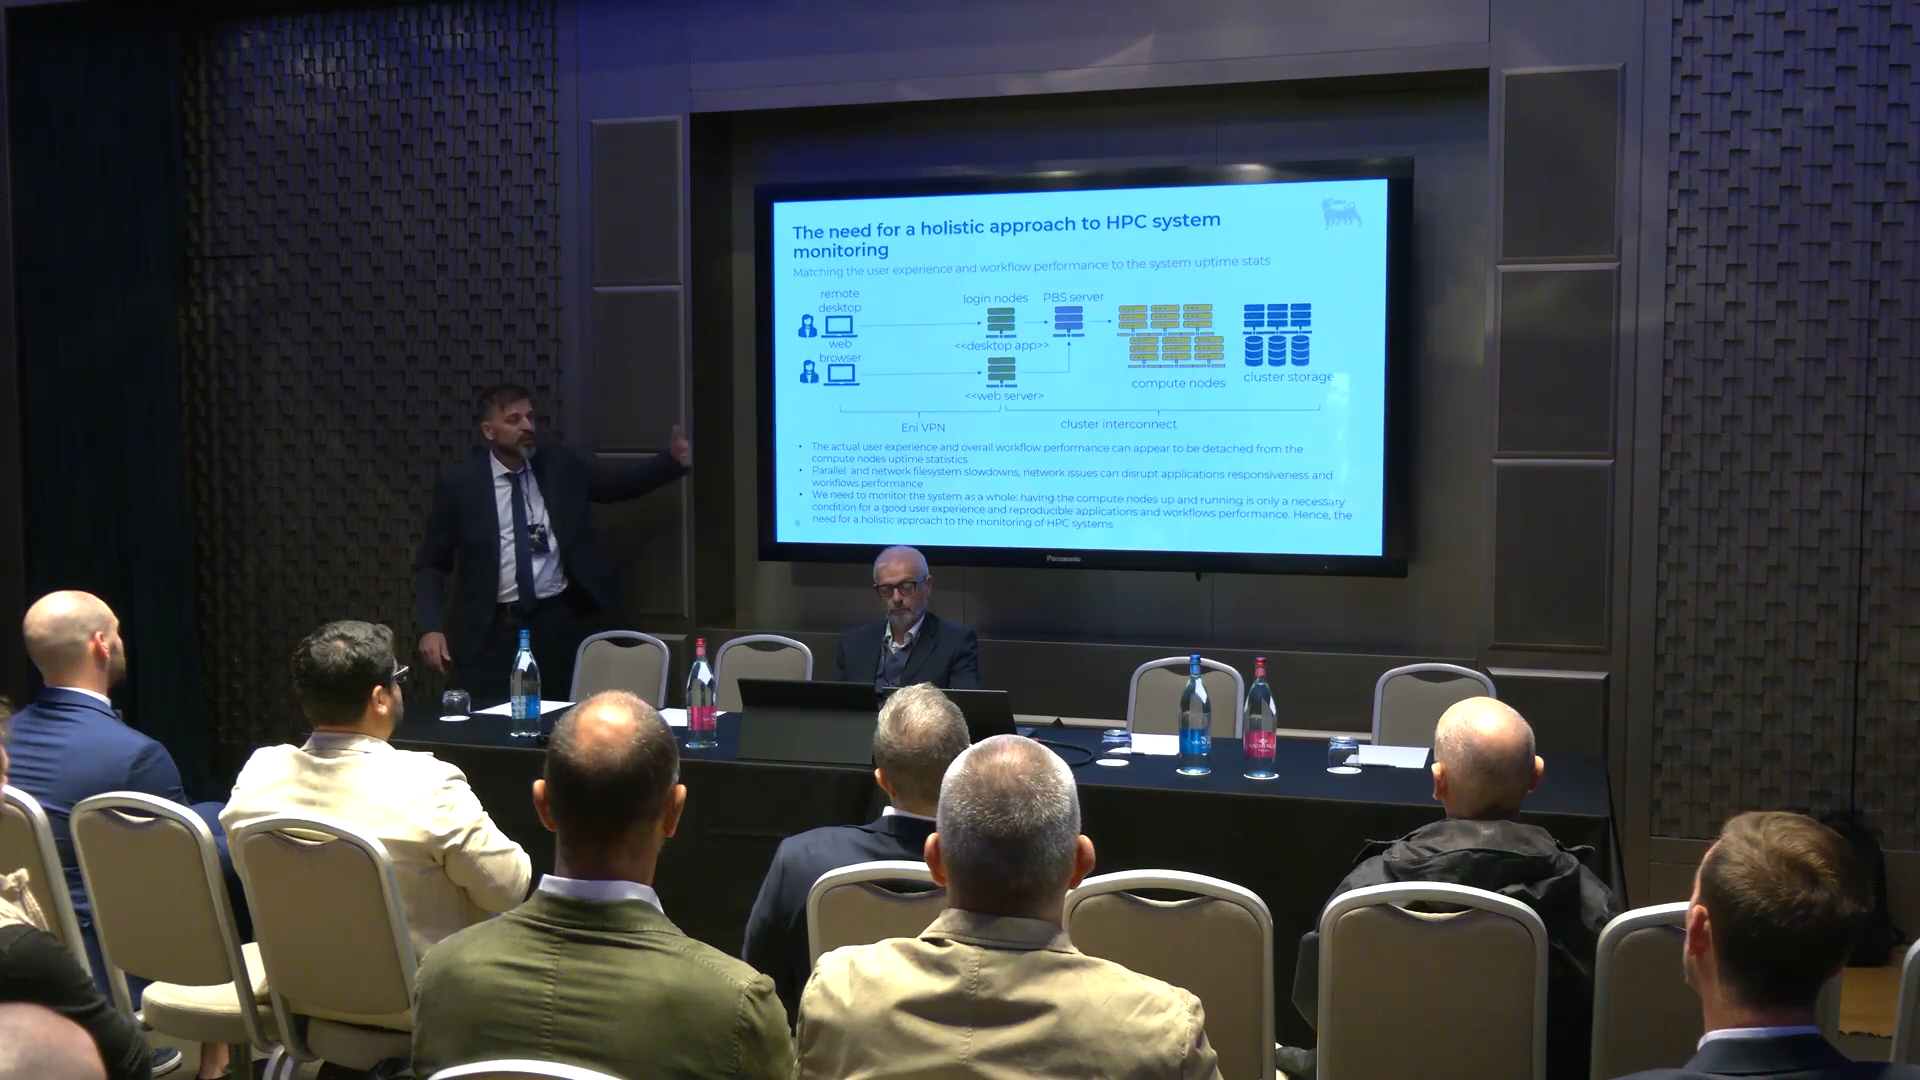 The need for a holistic approach to HPC system
monitoring
Matching the user experience and workflow performance to the system uptime stats
remote
desktop
web
browser
login nodes
PBS server
<<desktop app>>
<<web server>
compute nodes
cluster storage
Eni VPN
cluster interconnect
• The actual user experience and overall workflow performance can appear to be detached from the
compute nodes uptime statistics
• Parallel and network filesystem slowdowns, network issues can disrupt applications responsiveness and
workflows performance
• We need to monitor the system as a whole: having the compute nodes up and running is only a necessary
condition for a good user experience and reproducible applications and workflows performance. Hence, the
need for a holistic approach to the monitoring of HPC systems
Panasonic